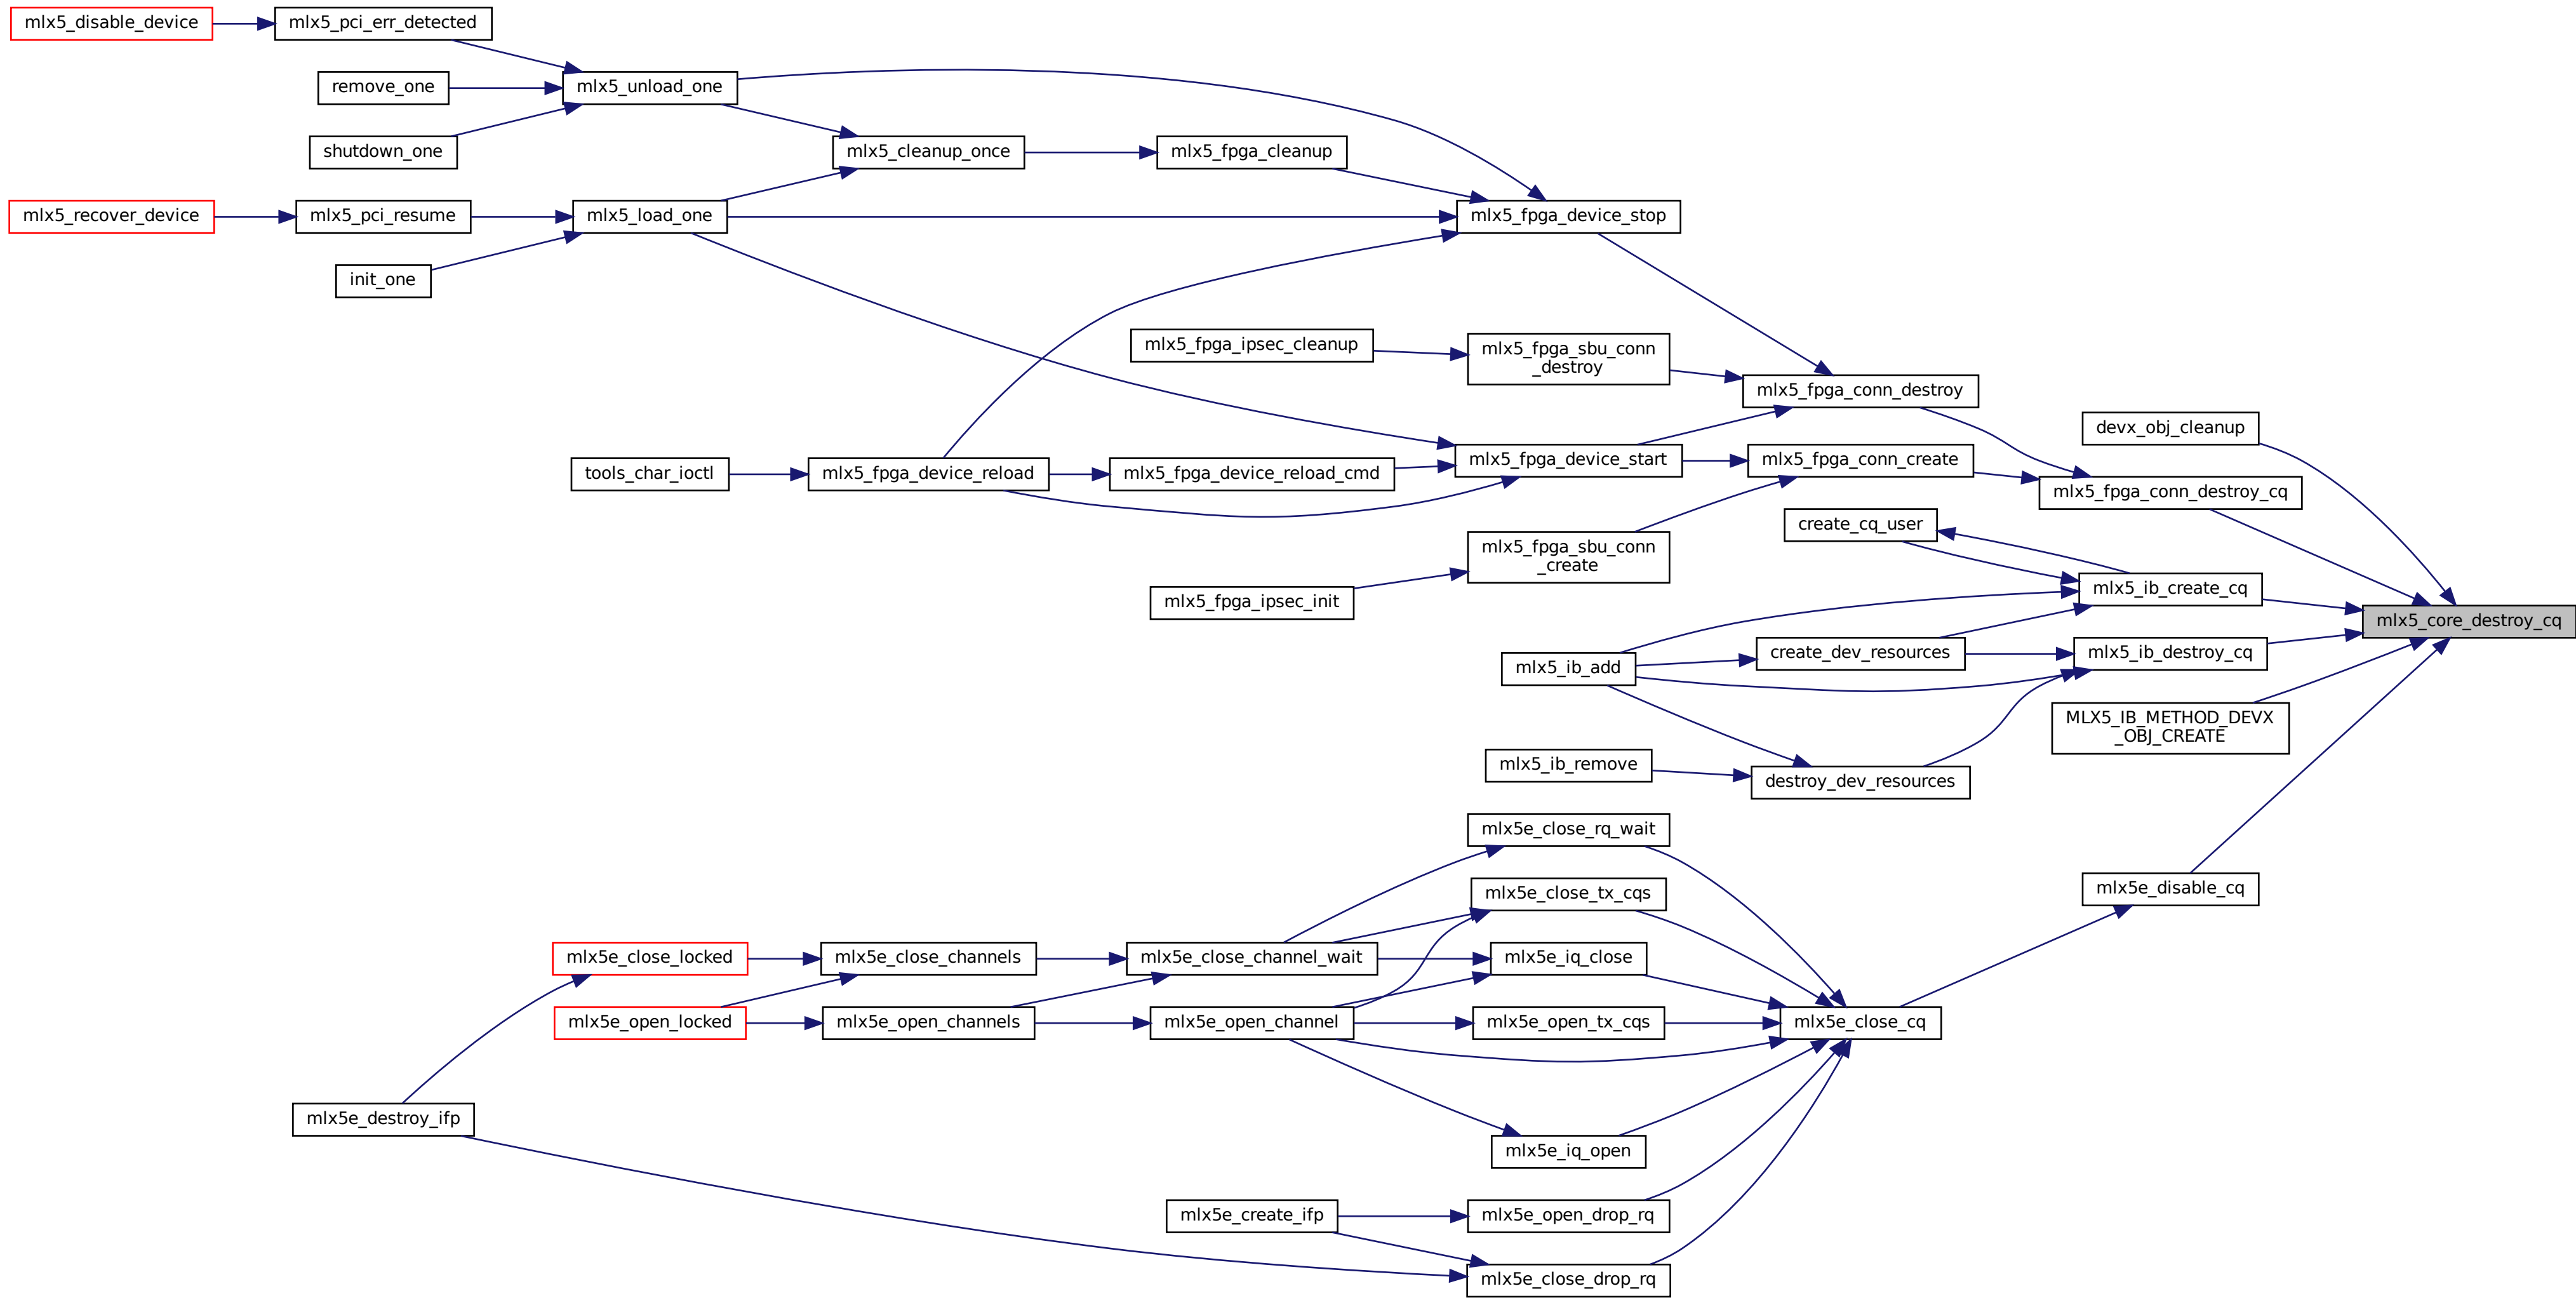 mlx5_disable_device
mlx5_pci_err_detected
remove_one
mlx5_unload_one
shutdown_one
mlx5_cleanup_once
mlx5_fpga_cleanup
mlx5_recover_device
mlx5_pci_resume
mlx5_load_one
mlx5_fpga_device_stop
init_one
mlx5_fpga_ipsec_cleanup
mlx5_fpga_sbu_conn
_destroy
mlx5_fpga_conn_destroy
devx_obj_cleanup
tools_char_ioctl
mlx5_fpga_device_reload
mlx5_fpga_device_reload_cmd
mlx5_fpga_device_start
mlx5_fpga_conn_create
mlx5_fpga_conn_destroy_cq
create_cq_user
mlx5_fpga_sbu_conn
_create
mlx5_fpga_ipsec_init
mlx5_ib_create_cq
mlx5_core_destroy_cq
mlx5_ib_add
create_dev_resources
mlx5_ib_destroy_cq
MLX5_IB_METHOD_DEVX
_OBJ_CREATE
mlx5_ib_remove
destroy_dev_resources
mlx5e_close_rq_wait
mlx5e_close_tx_cqs
mlx5e_disable_cq
mlx5e_close_locked
mlx5e_close_channels
mlx5e_close_channel_wait
mlx5e_iq_close
mlx5e_open_locked
mlx5e_open_channels
mlx5e_open_channel
mlx5e_open_tx_cqs
mlx5e_close_cq
mlx5e_destroy_ifp
mlx5e_iq_open
mlx5e_create_ifp
mlx5e_open_drop_rq
mlx5e_close_drop_rq